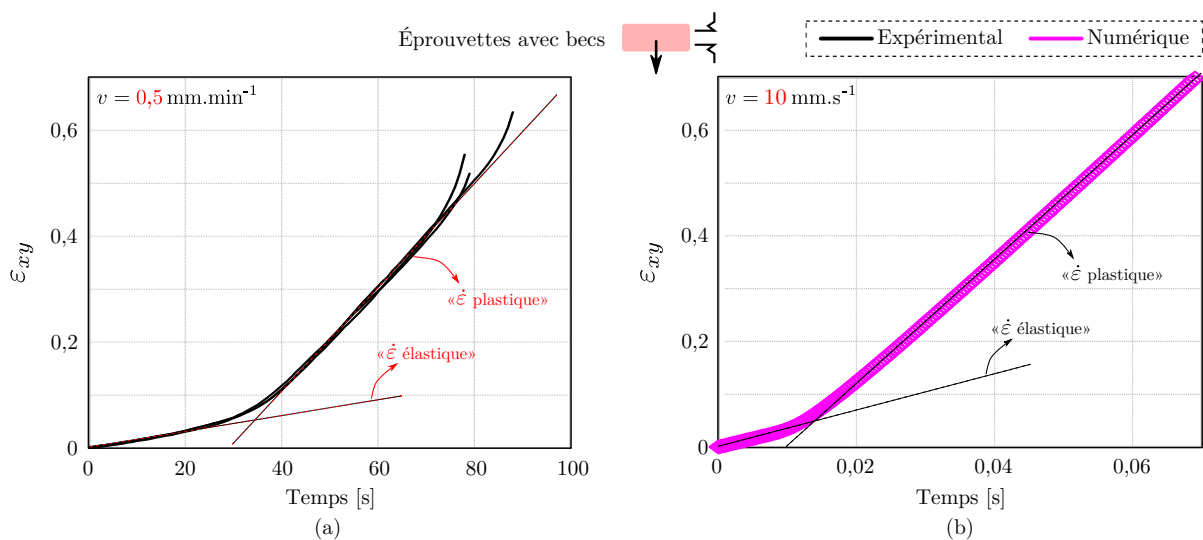 Éprouvettes avec becs
Expérimental
Numérique
v = 0,5 mm.min⁻¹
0,6
0,4
0,2
0
εxy
«ε̇ plastique»
«ε̇ élastique»
0
20
40
60
80
100
Temps [s]
(a)
v = 10 mm.s⁻¹
0,6
0,4
0,2
0
εxy
«ε̇ plastique»
«ε̇ élastique»
0
0,02
0,04
0,06
Temps [s]
(b)